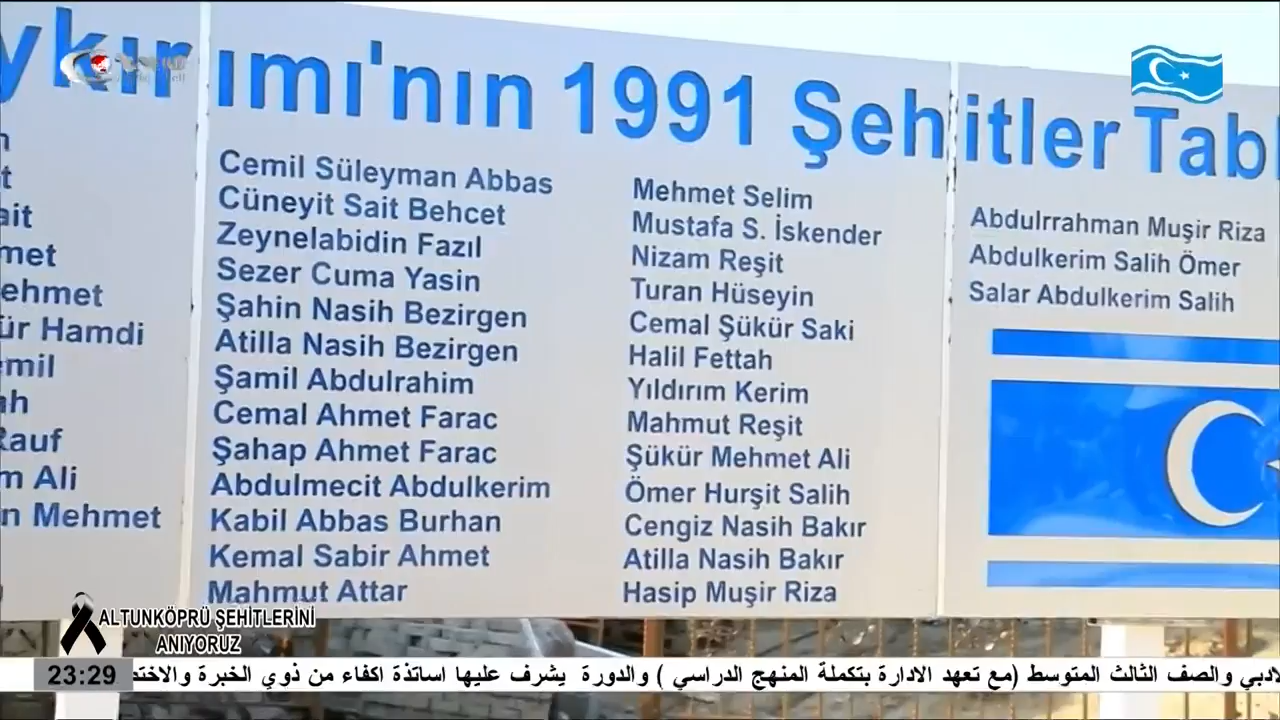 ykırımı'nın 1991 Şehitler Tabl
ait
met
ehmet
ür Hamdi
emil
ah
Rauf
m Ali
n Mehmet
Cemil Süleyman Abbas
Cüneyit Sait Behcet
Zeynelabidin Fazıl
Sezer Cuma Yasin
Şahin Nasih Bezirgen
Atilla Nasih Bezirgen
Şamil Abdulrahim
Cemal Ahmet Farac
Şahap Ahmet Farac
Abdulmecit Abdulkerim
Kabil Abbas Burhan
Kemal Sabir Ahmet
Mahmut Attar
Mehmet Selim
Mustafa S. İskender
Nizam Reşit
Turan Hüseyin
Cemal Şükür Saki
Halil Fettah
Yıldırım Kerim
Mahmut Reşit
Şükür Mehmet Ali
Ömer Hurşit Salih
Cengiz Nasih Bakır
Atilla Nasih Bakır
Hasip Muşir Riza
Abdulrrahman Muşir Riza
Abdulkerim Salih Ömer
Salar Abdulkerim Salih
ALTUNKÖPRÜ ŞEHİTLERİNİ
ANIYORUZ
23:29
لادبي والصف الثالث المتوسط (مع تعهد الادارة بتكملة المنهج الدراسي ) والدورة يشرف عليها اساتذة اكفاء من ذوي الخبرة والاختص